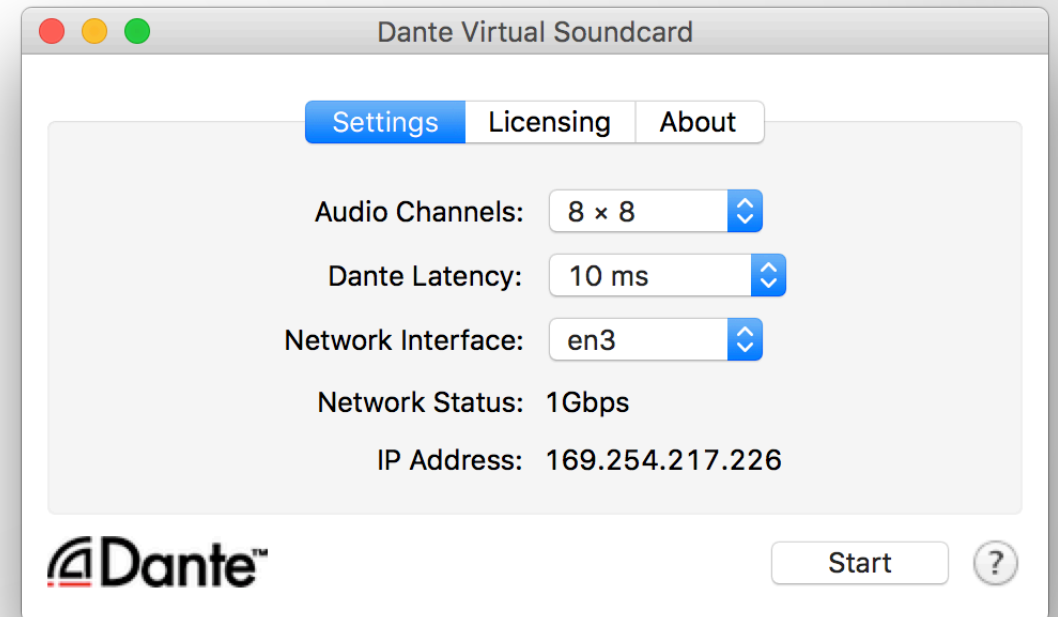 Dante Virtual Soundcard
Settings Licensing About
Audio Channels: 8 × 8
Dante Latency: 10 ms
Network Interface: en3
Network Status: 1Gbps
IP Address: 169.254.217.226
Dante™ Start ?